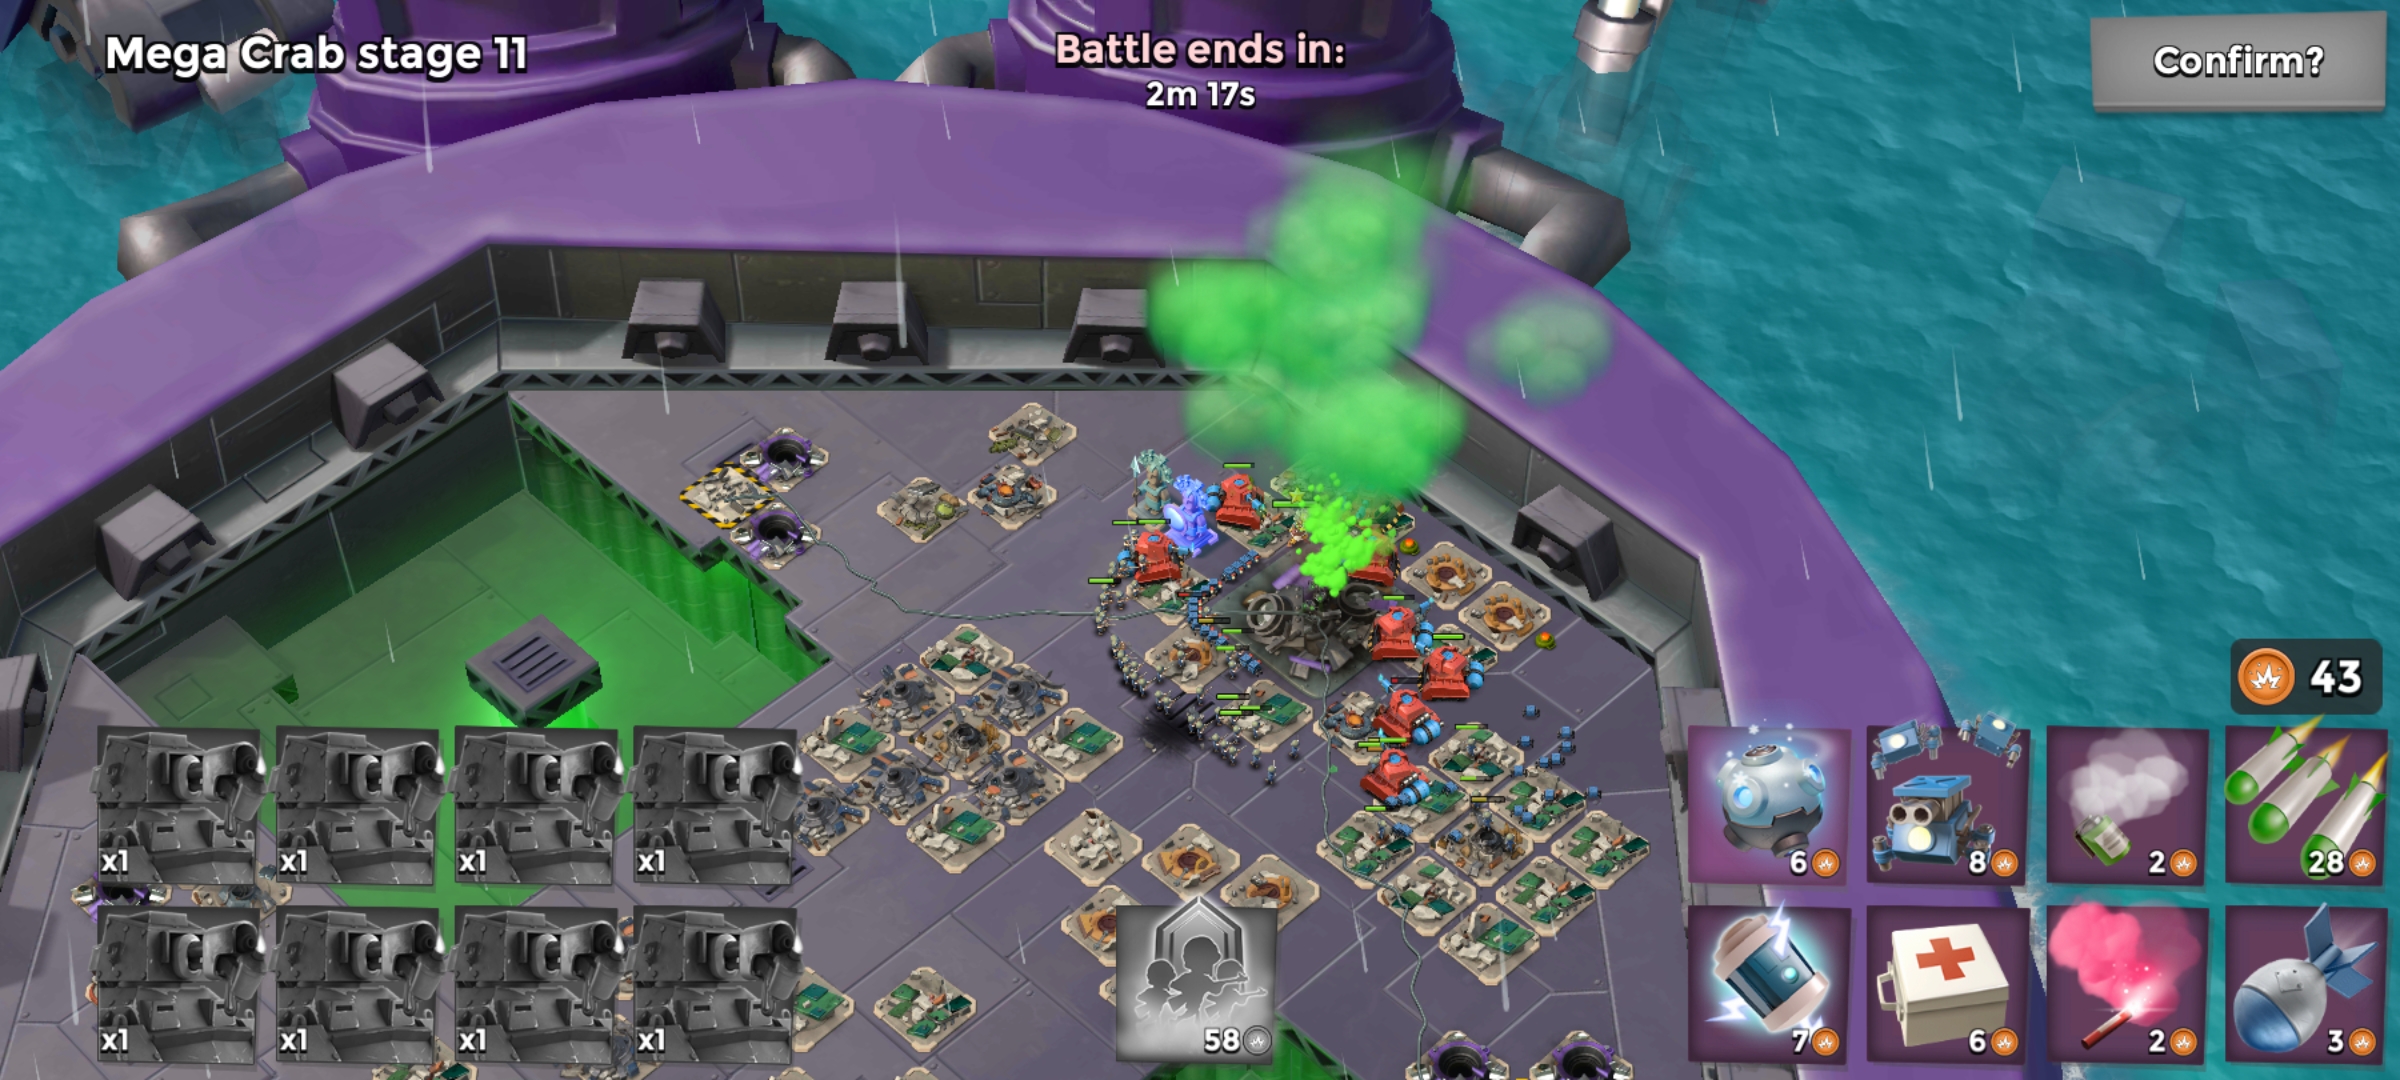 Mega Crab stage 11
Battle ends in:
2m 17s
Confirm?
43
x1
x1
x1
x1
6
8
2
28
x1
x1
x1
x1
58
7
6
2
3